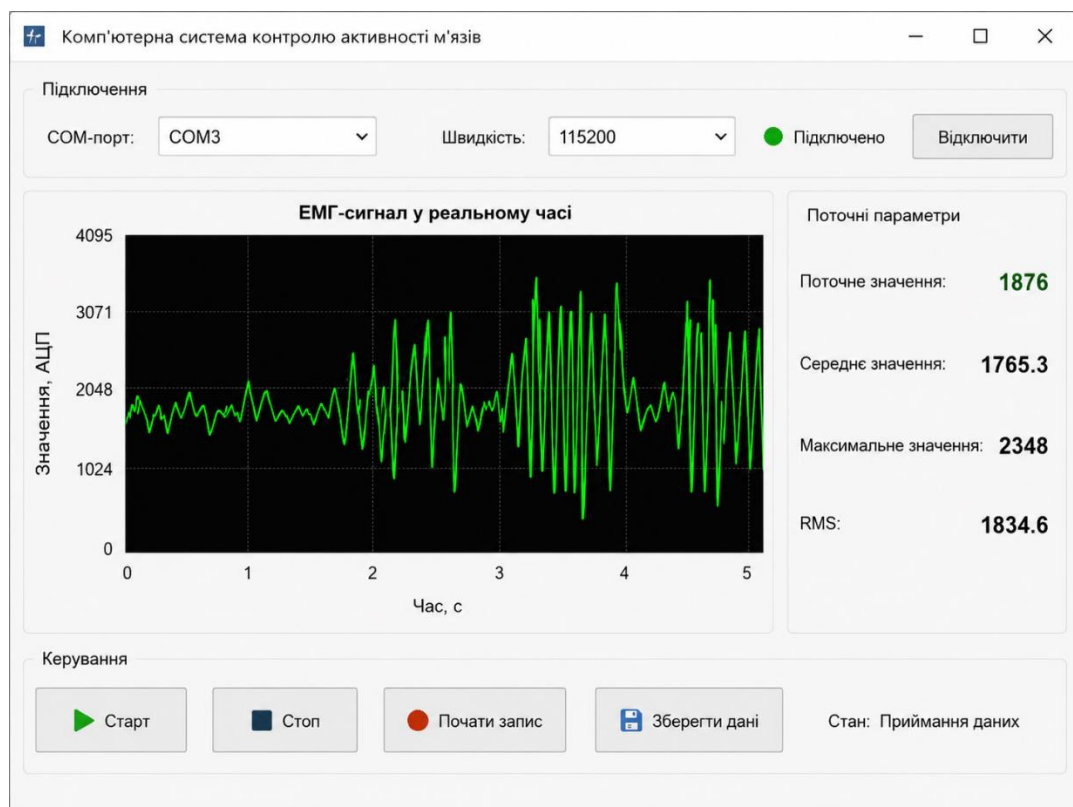 Комп'ютерна система контролю активності м'язів
Підключення
COM-порт: COM3 Швидкість: 115200 Підключено Відключити
ЕМГ-сигнал у реальному часі
Значення, АЦП
4095
3071
2048
1024
0
0 1 2 3 4 5
Час, с
Поточні параметри
Поточне значення: 1876
Середнє значення: 1765.3
Максимальне значення: 2348
RMS: 1834.6
Керування
Старт Стоп Почати запис Зберегти дані Стан: Приймання даних